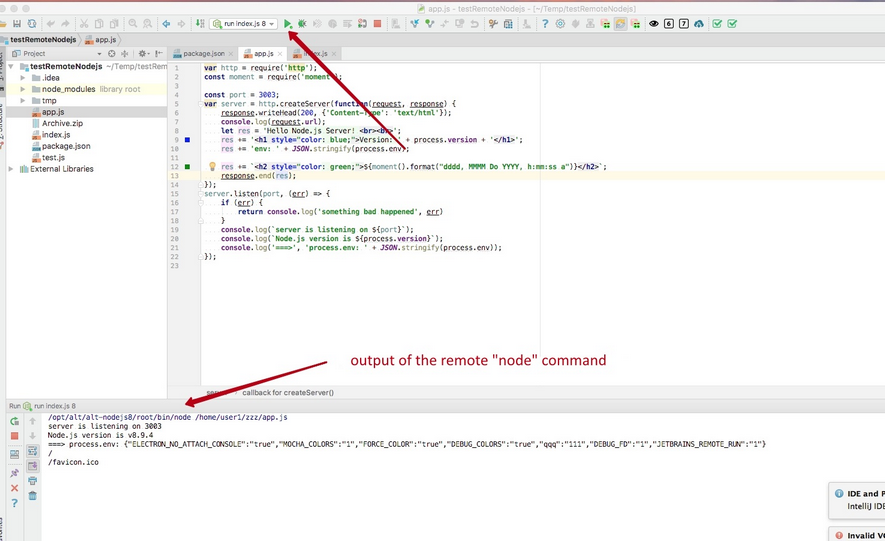 app.js - testRemoteNodejs - [~/Temp/testRemoteNodejs]
run index.js 8
testRemoteNodejs app.js
Project
package.json
app.js
index.js
testRemoteNodejs ~/Temp/testRem
.idea
node_modules library root
tmp
app.js
Archive.zip
index.js
package.json
test.js
External Libraries
1 var http = require('http');
2 const moment = require('moment');
3
4 const port = 3003;
5 var server = http.createServer(function(request, response) {
6 response.writeHead(200, {'Content-Type': 'text/html'});
7 console.log(request.url);
8 let res = 'Hello Node.js Server! <br><br>';
9 res += '<h1 style="color: blue;">Version: ' + process.version + '</h1>';
10 res += 'env: ' + JSON.stringify(process.env);
11
12 res += `<h2 style="color: green;">${moment().format("dddd, MMMM Do YYYY, h:mm:ss a")}</h2>`;
13 response.end(res);
14 });
15 server.listen(port, (err) => {
16 if (err) {
17 return console.log('something bad happened', err)
18 }
19 console.log(`server is listening on ${port}`);
20 console.log(`Node.js version is ${process.version}`);
21 console.log('===>', 'process.env: ' + JSON.stringify(process.env));
22 });
23
output of the remote "node" command
callback for createServer()
Run run index.js 8
/opt/alt/alt-nodejs8/root/bin/node /home/user1/zzz/app.js
server is listening on 3003
Node.js version is v8.9.4
===> process.env: {"ELECTRON_NO_ATTACH_CONSOLE":"true","MOCHA_COLORS":"1","FORCE_COLOR":"true","DEBUG_COLORS":"true","qqq":"111","DEBUG_FD":"1","JETBRAINS_REMOTE_RUN":"1"}
/
/favicon.ico
IDE and P
IntelliJ IDE
Invalid VC